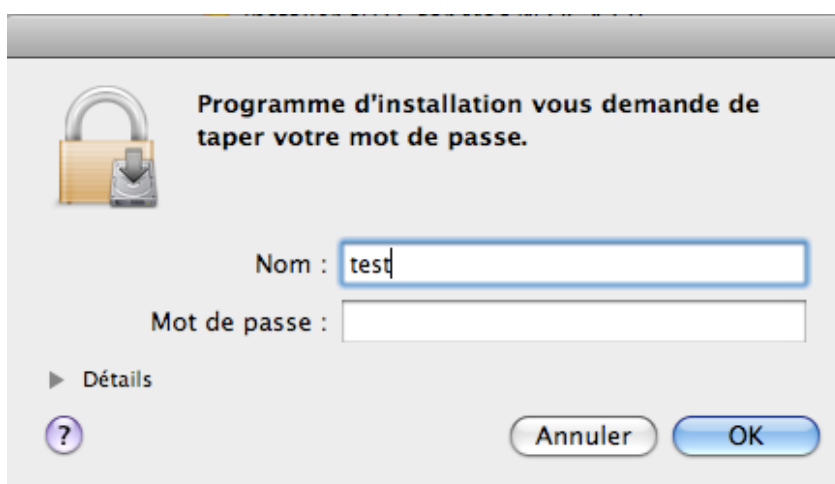 Programme d'installation vous demande de
taper votre mot de passe.
Nom : test
Mot de passe :
Détails
?
Annuler OK